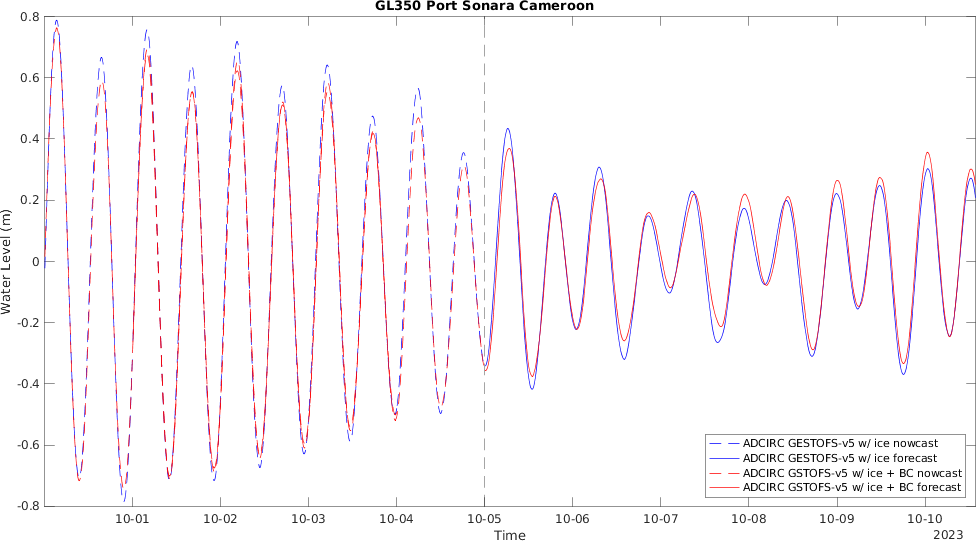 GL350 Port Sonara Cameroon
0.8
0.6
0.4
0.2
0
-0.2
-0.4
-0.6
-0.8
Water Level (m)
10-01 10-02 10-03 10-04 10-05 10-06 10-07 10-08 10-09 10-10
Time
2023
ADCIRC GESTOFS-v5 w/ ice nowcast
ADCIRC GESTOFS-v5 w/ ice forecast
ADCIRC GSTOFS-v5 w/ ice + BC nowcast
ADCIRC GSTOFS-v5 w/ ice + BC forecast